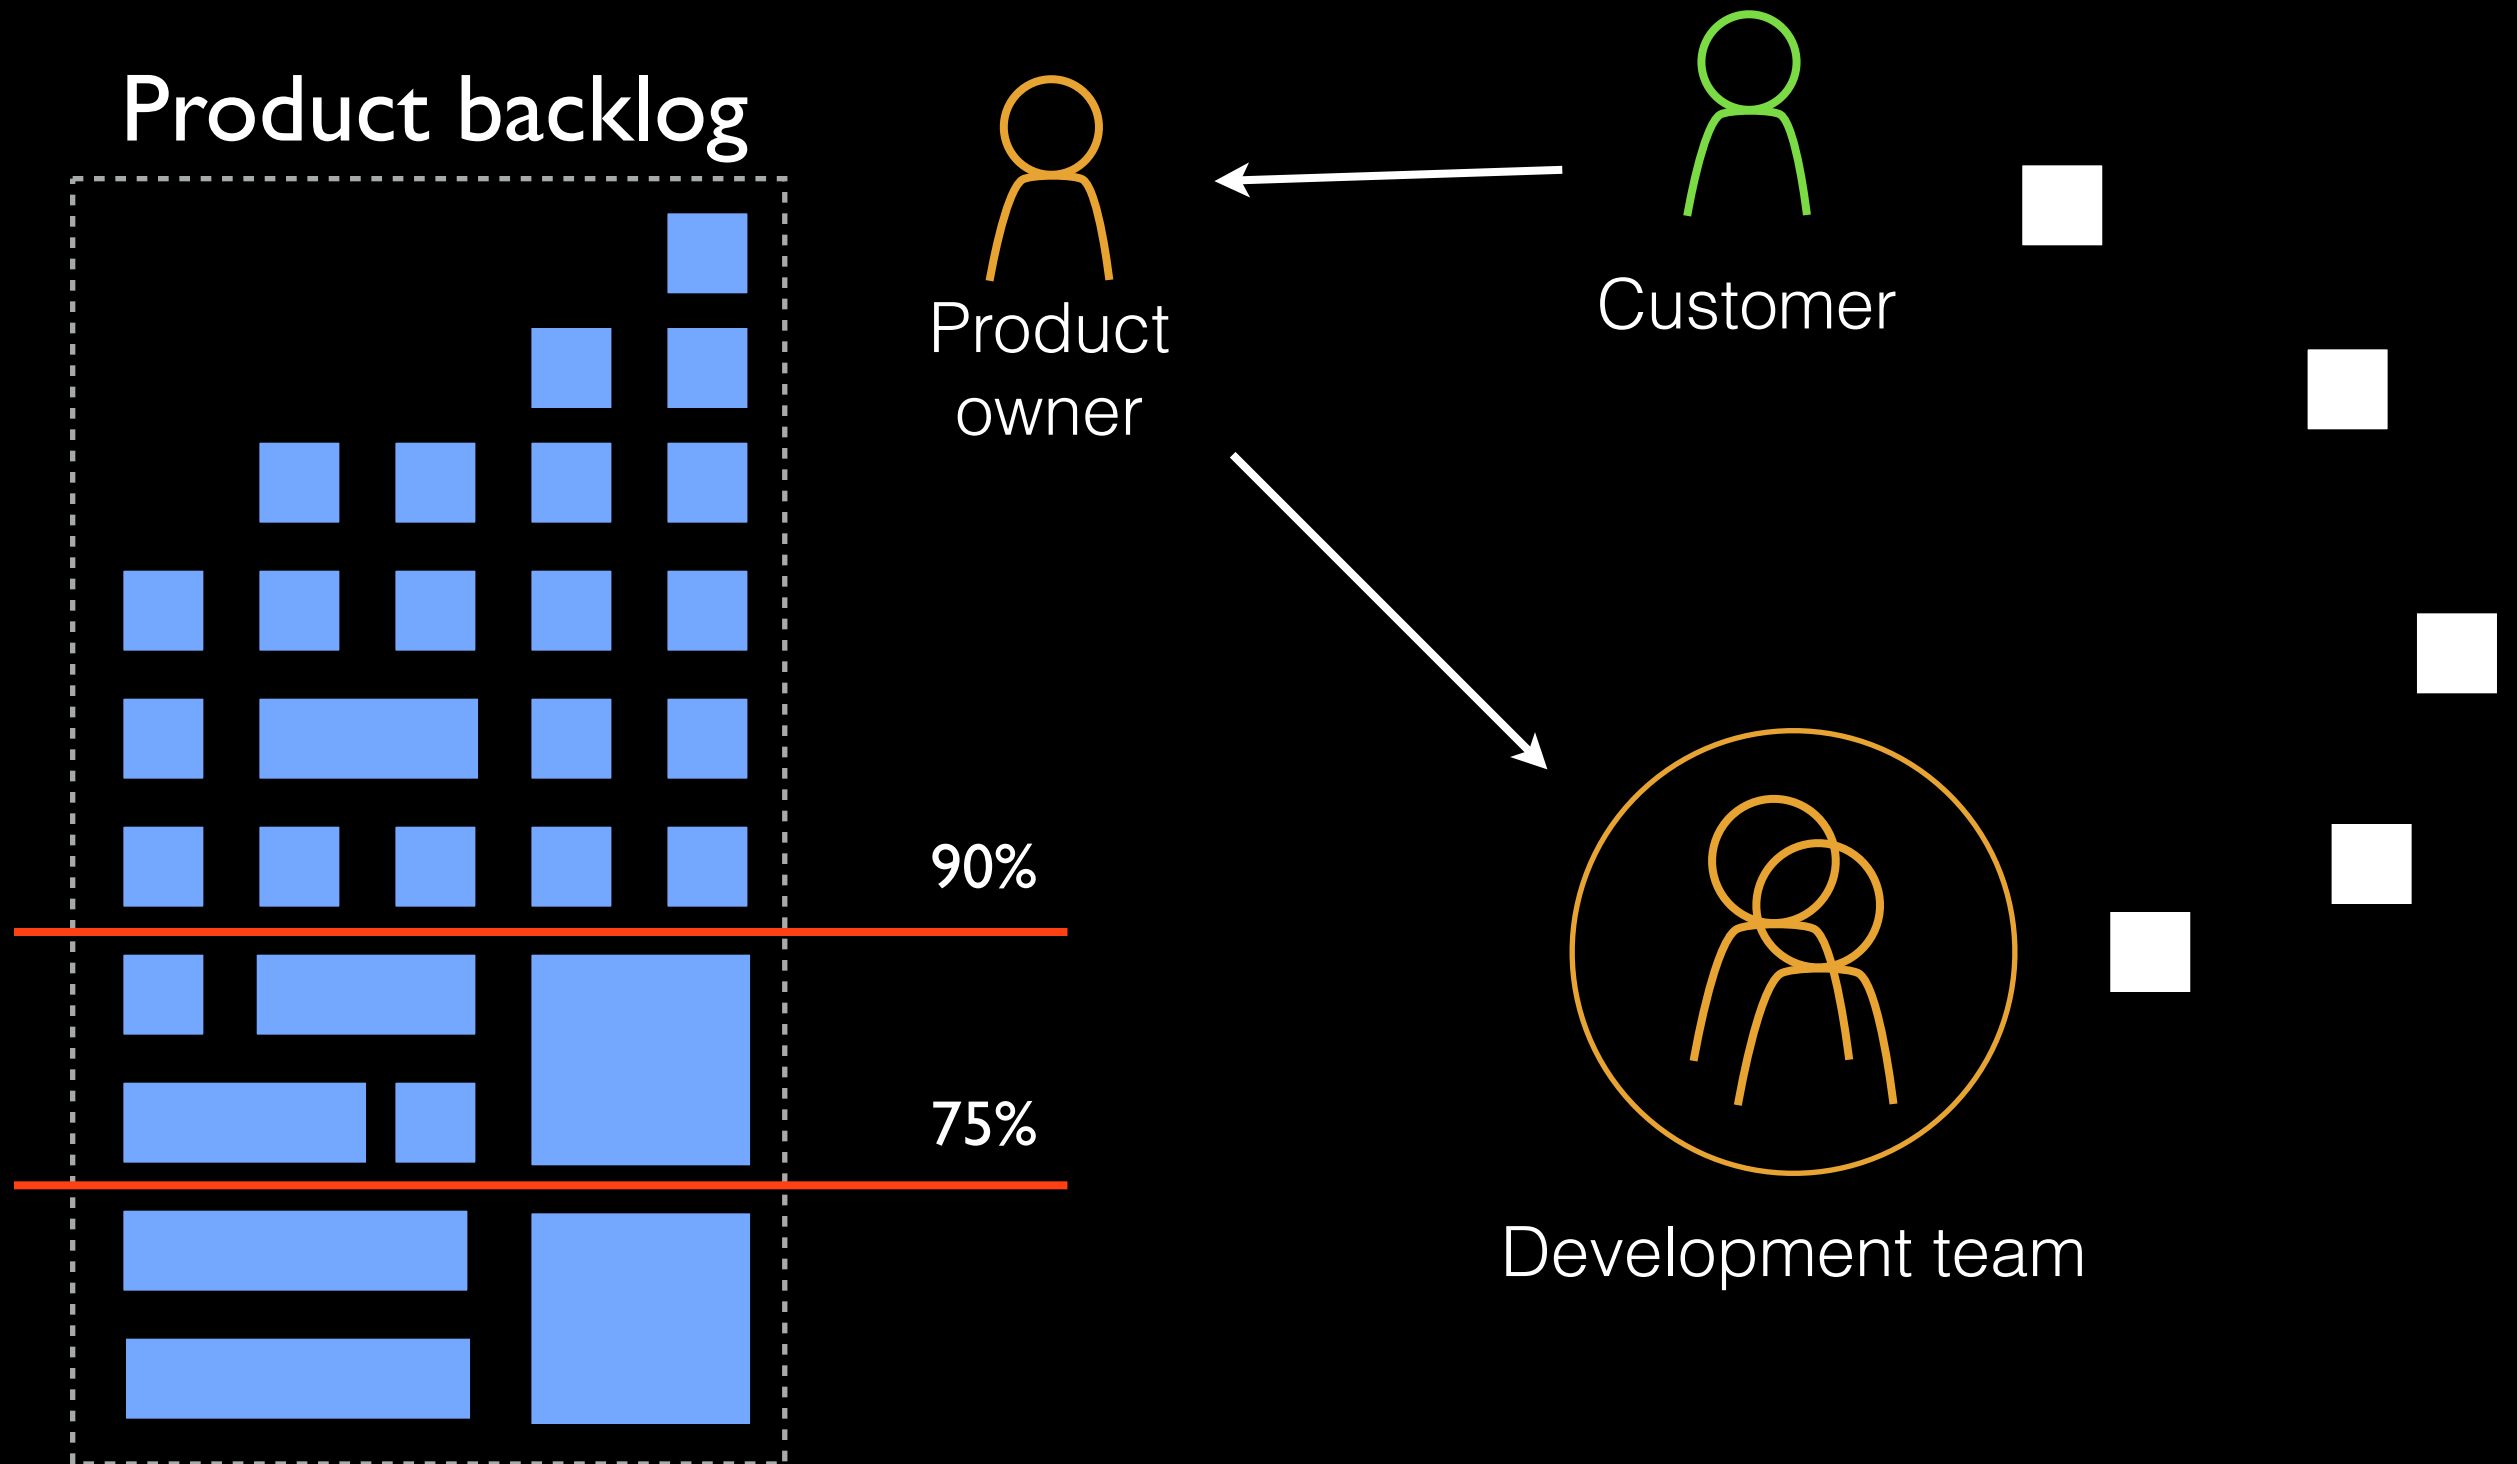 Product backlog
Product
owner
Customer
90%
75%
Development team